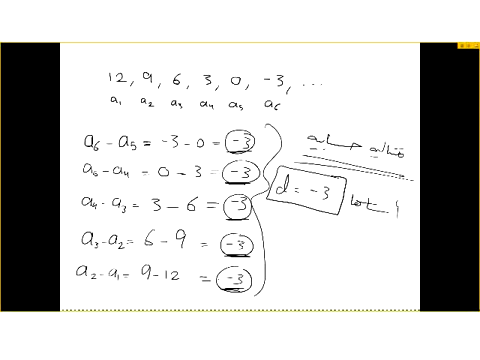 12, 9, 6, 3, 0, -3, ...
a₁ a₂ a₃ a₄ a₅ a₆
a₆ - a₅ = -3 - 0 = -3
a₅ - a₄ = 0 - 3 = -3
a₄ - a₃ = 3 - 6 = -3
a₃ - a₂ = 6 - 9 = -3
a₂ - a₁ = 9 - 12 = -3
متتالية حسابية
d = -3